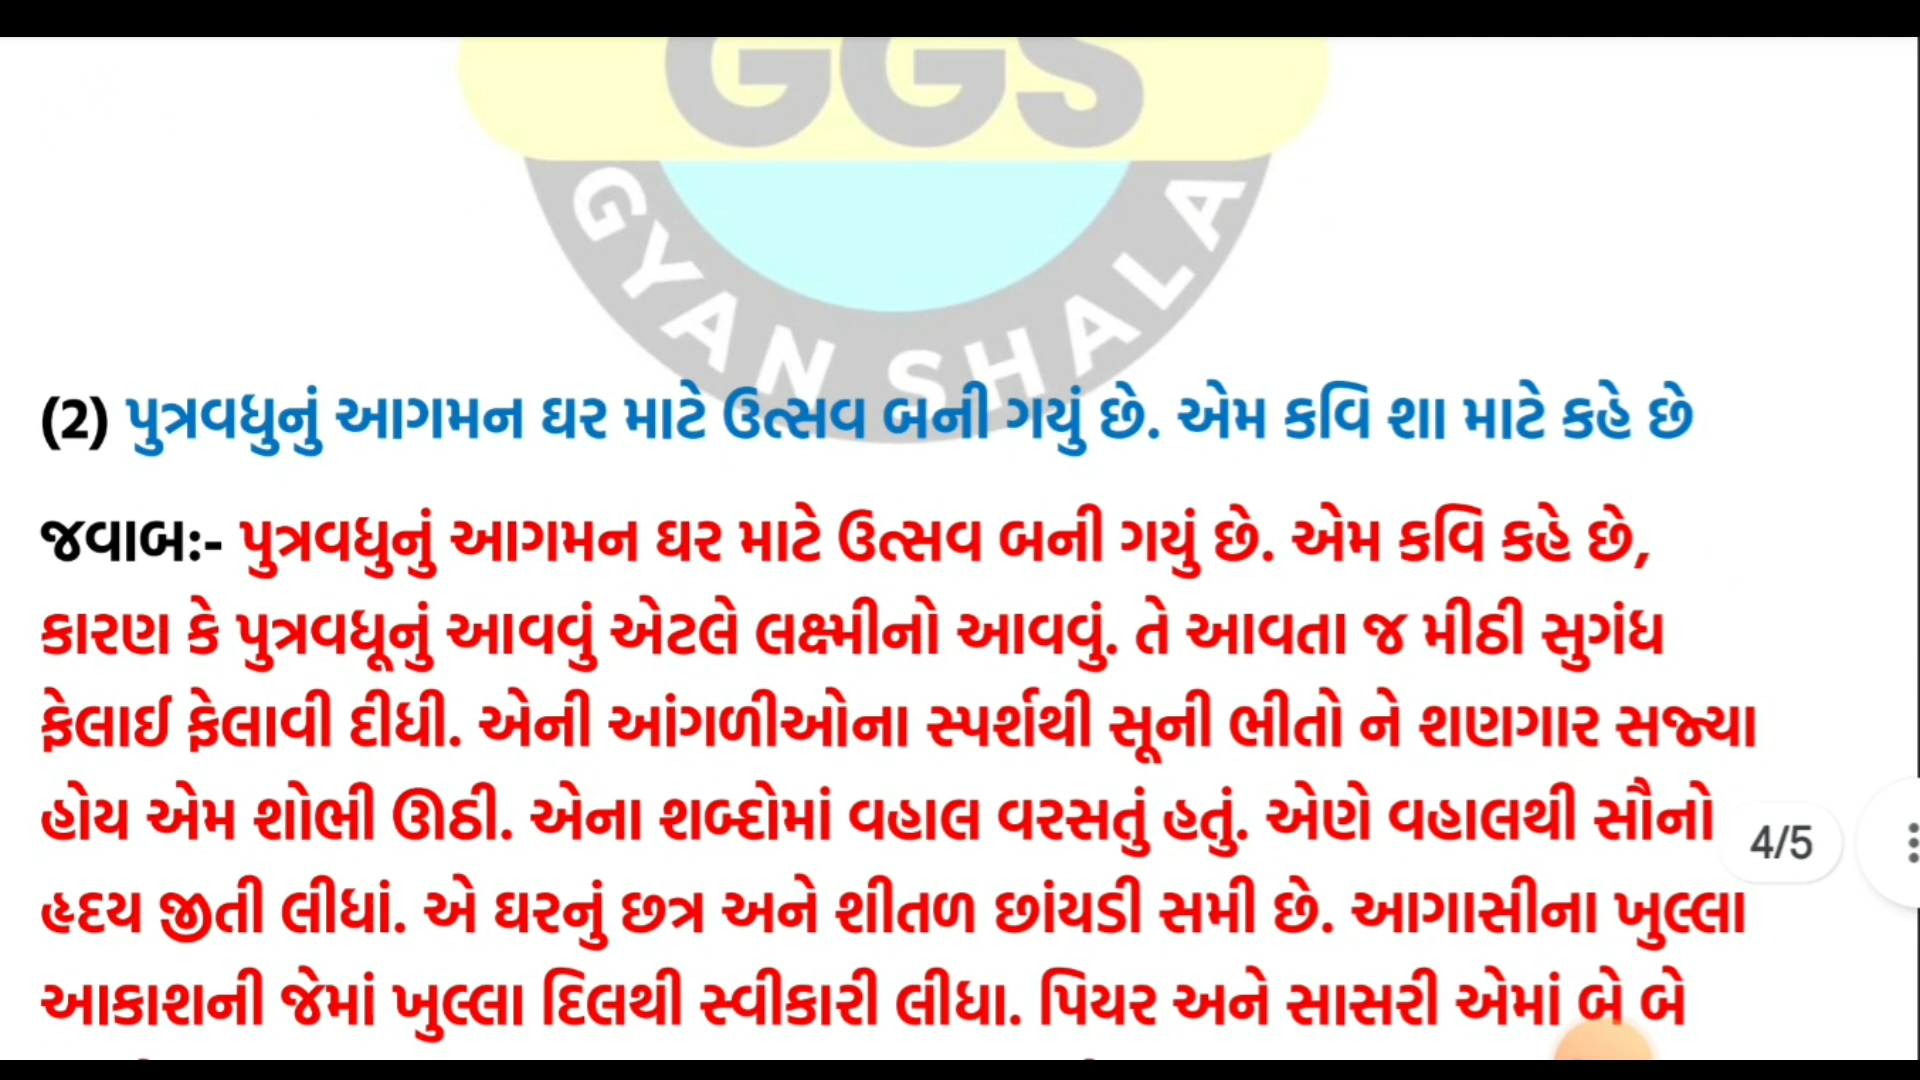 GGS
GYAN SHALA
(2) પુત્રવધુનું આગમન ઘર માટે ઉત્સવ બની ગયું છે. એમ કવિ શા માટે કહે છે
જવાબ:- પુત્રવધુનું આગમન ઘર માટે ઉત્સવ બની ગયું છે. એમ કવિ કહે છે,
કારણ કે પુત્રવધૂનું આવવું એટલે લક્ષ્મીનો આવવું. તે આવતા જ મીઠી સુગંધ
ફેલાઈ ફેલાવી દીધી. એની આંગળીઓના સ્પર્શથી સૂની ભીતો ને શણગાર સજ્યા
હોય એમ શોભી ઊઠી. એના શબ્દોમાં વહાલ વરસતું હતું. એણે વહાલથી સૌનો
4/5
હૃદય જીતી લીધાં. એ ઘરનું છત્ર અને શીતળ છાંયડી સમી છે. આગાસીના ખુલ્લા
આકાશની જેમાં ખુલ્લા દિલથી સ્વીકારી લીધા. પિયર અને સાસરી એમાં બે બે